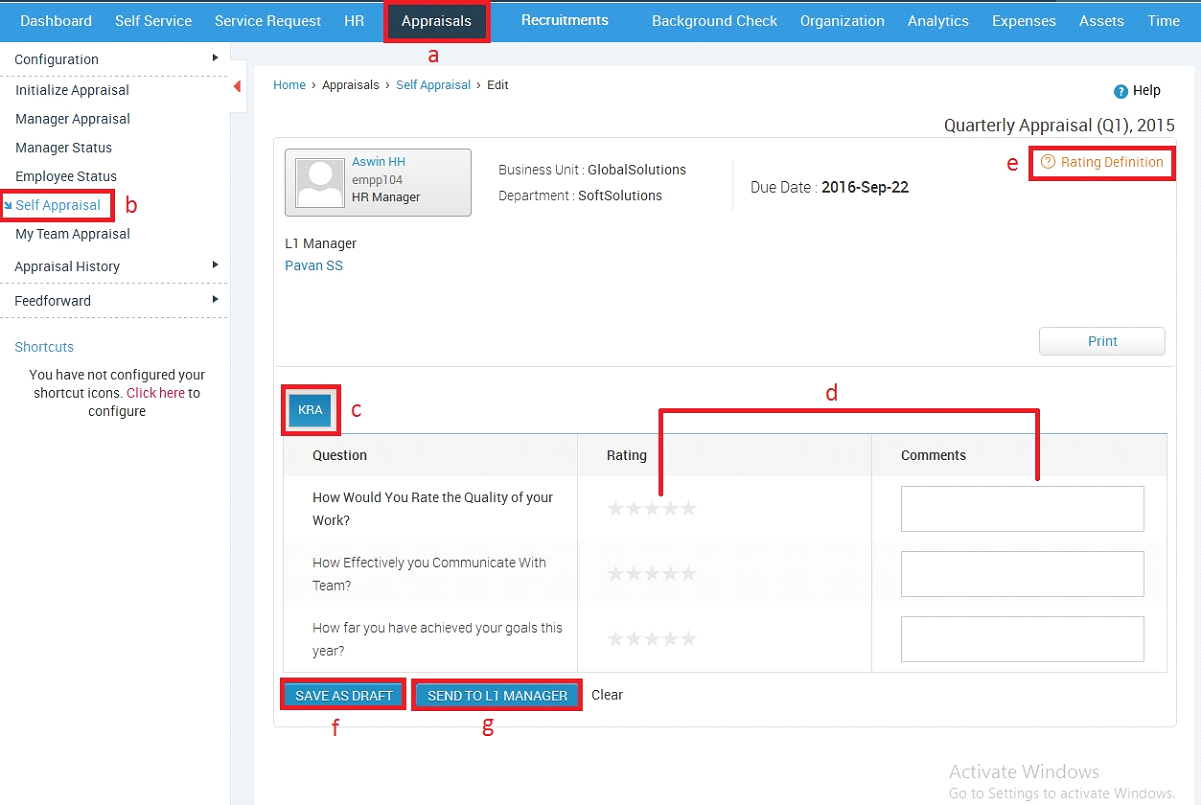 Dashboard Self Service Service Request HR Appraisals Recruitments Background Check Organization Analytics Expenses Assets Time
a
Configuration
Initialize Appraisal
Manager Appraisal
Manager Status
Employee Status
Self Appraisal
b
My Team Appraisal
Appraisal History
Feedforward
Shortcuts
You have not configured your
shortcut icons. Click here to
configure
Home › Appraisals › Self Appraisal › Edit
? Help
Quarterly Appraisal (Q1), 2015
e
? Rating Definition
Aswin HH
empp104
HR Manager
Business Unit : GlobalSolutions
Department : SoftSolutions
Due Date : 2016-Sep-22
L1 Manager
Pavan SS
Print
KRA
c
d
Question Rating Comments
How Would You Rate the Quality of your
Work?
How Effectively you Communicate With
Team?
How far you have achieved your goals this
year?
SAVE AS DRAFT SEND TO L1 MANAGER Clear
f
g
Activate Windows
Go to Settings to activate Windows.